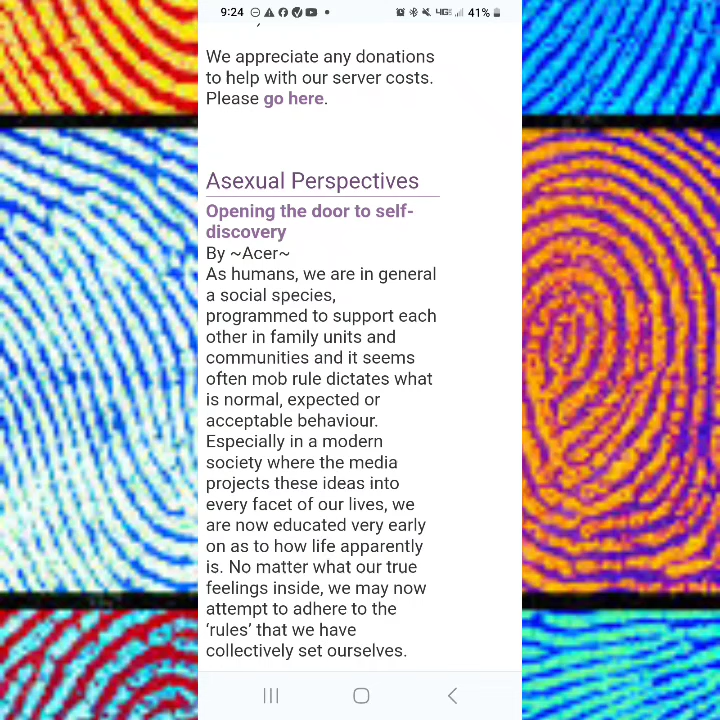 9:24
4G
41%
We appreciate any donations
to help with our server costs.
Please go here.
Asexual Perspectives
Opening the door to self-
discovery
By ~Acer~
As humans, we are in general
a social species,
programmed to support each
other in family units and
communities and it seems
often mob rule dictates what
is normal, expected or
acceptable behaviour.
Especially in a modern
society where the media
projects these ideas into
every facet of our lives, we
are now educated very early
on as to how life apparently
is. No matter what our true
feelings inside, we may now
attempt to adhere to the
‘rules’ that we have
collectively set ourselves.